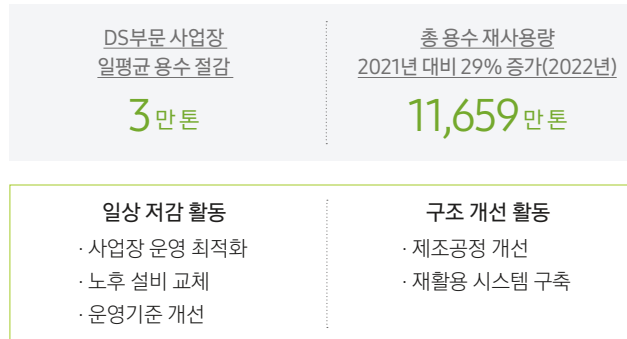 DS부문 사업장
일평균 용수 절감
3만 톤
총 용수 재사용량
2021년 대비 29% 증가(2022년)
11,659만 톤
일상 저감 활동
· 사업장 운영 최적화
· 노후 설비 교체
· 운영기준 개선
구조 개선 활동
· 제조공정 개선
· 재활용 시스템 구축